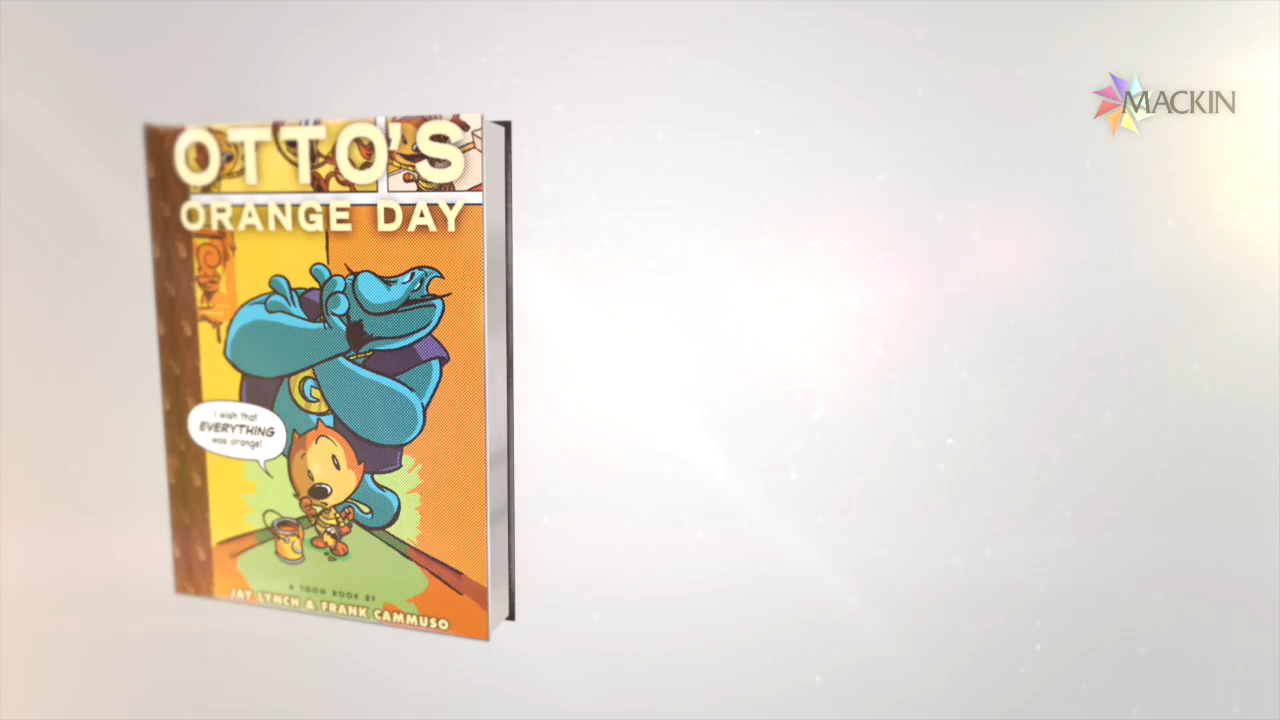 OTTO'S
ORANGE DAY
I wish that
EVERYTHING
was orange!
A TOON BOOK BY
JAY LYNCH & FRANK CAMMUSO
MACKIN